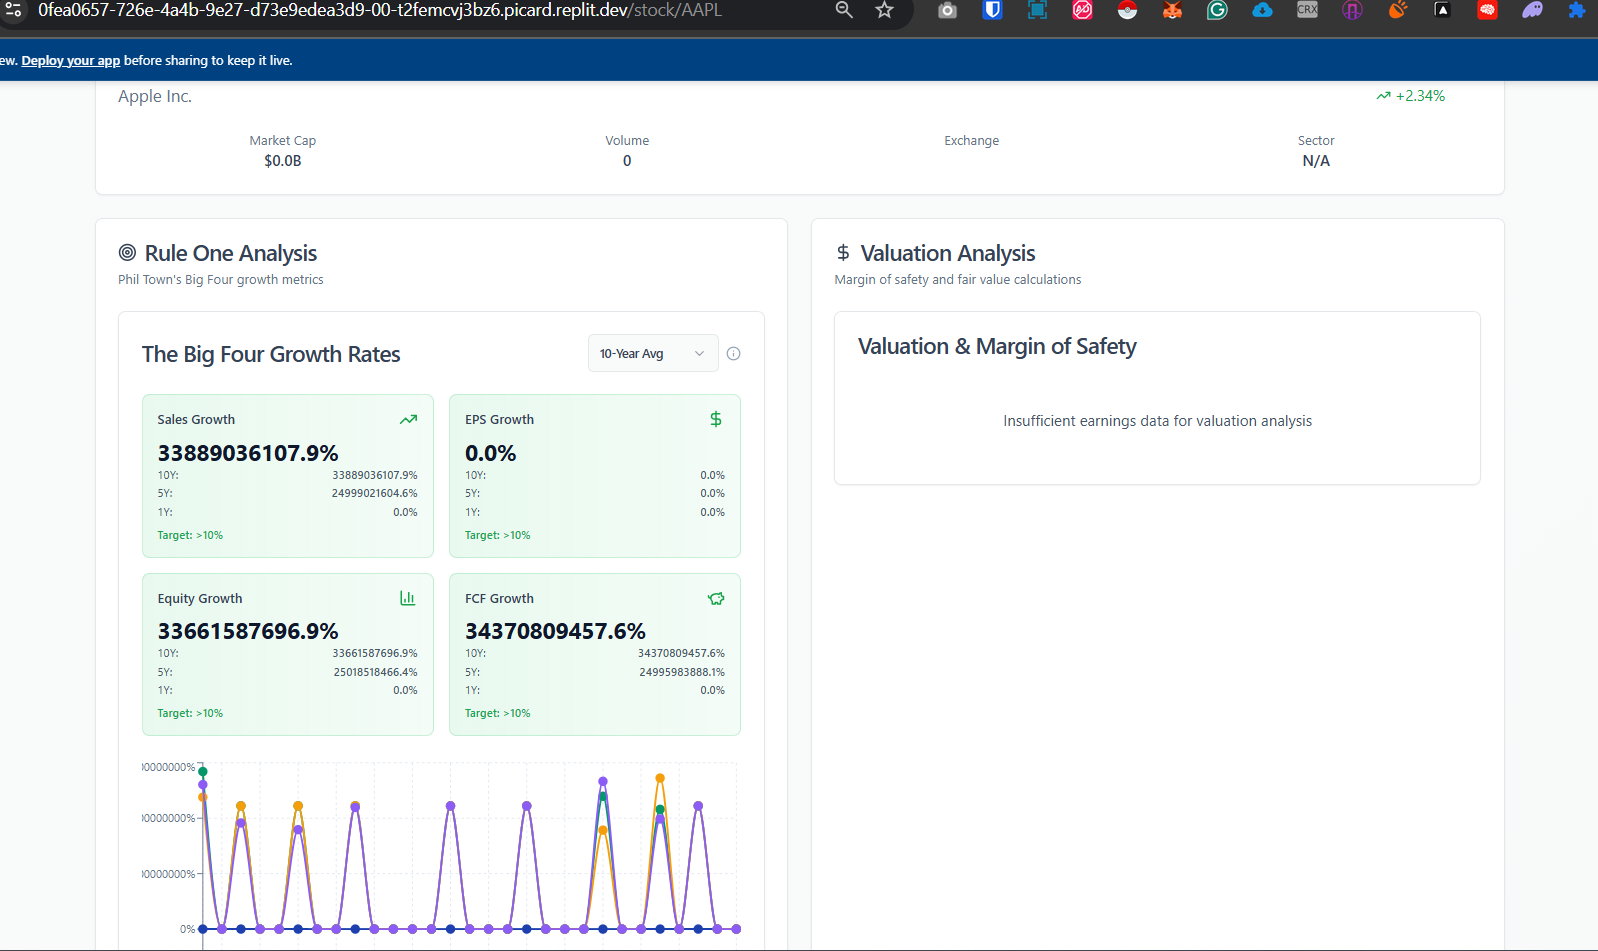 0fea0657-726e-4a4b-9e27-d73e9edea3d9-00-t2femcvj3bz6.picard.replit.dev/stock/AAPL
CRX
ew. Deploy your app before sharing to keep it live.
Apple Inc.
+2.34%
Market Cap
$0.0B
Volume
0
Exchange
Sector
N/A
Rule One Analysis
Phil Town's Big Four growth metrics
The Big Four Growth Rates
10-Year Avg
Sales Growth
33889036107.9%
10Y: 33889036107.9%
5Y: 24999021604.6%
1Y: 0.0%
Target: >10%
EPS Growth
0.0%
10Y: 0.0%
5Y: 0.0%
1Y: 0.0%
Target: >10%
Equity Growth
33661587696.9%
10Y: 33661587696.9%
5Y: 25018518466.4%
1Y: 0.0%
Target: >10%
FCF Growth
34370809457.6%
10Y: 34370809457.6%
5Y: 24995983888.1%
1Y: 0.0%
Target: >10%
0%
Valuation Analysis
Margin of safety and fair value calculations
Valuation & Margin of Safety
Insufficient earnings data for valuation analysis